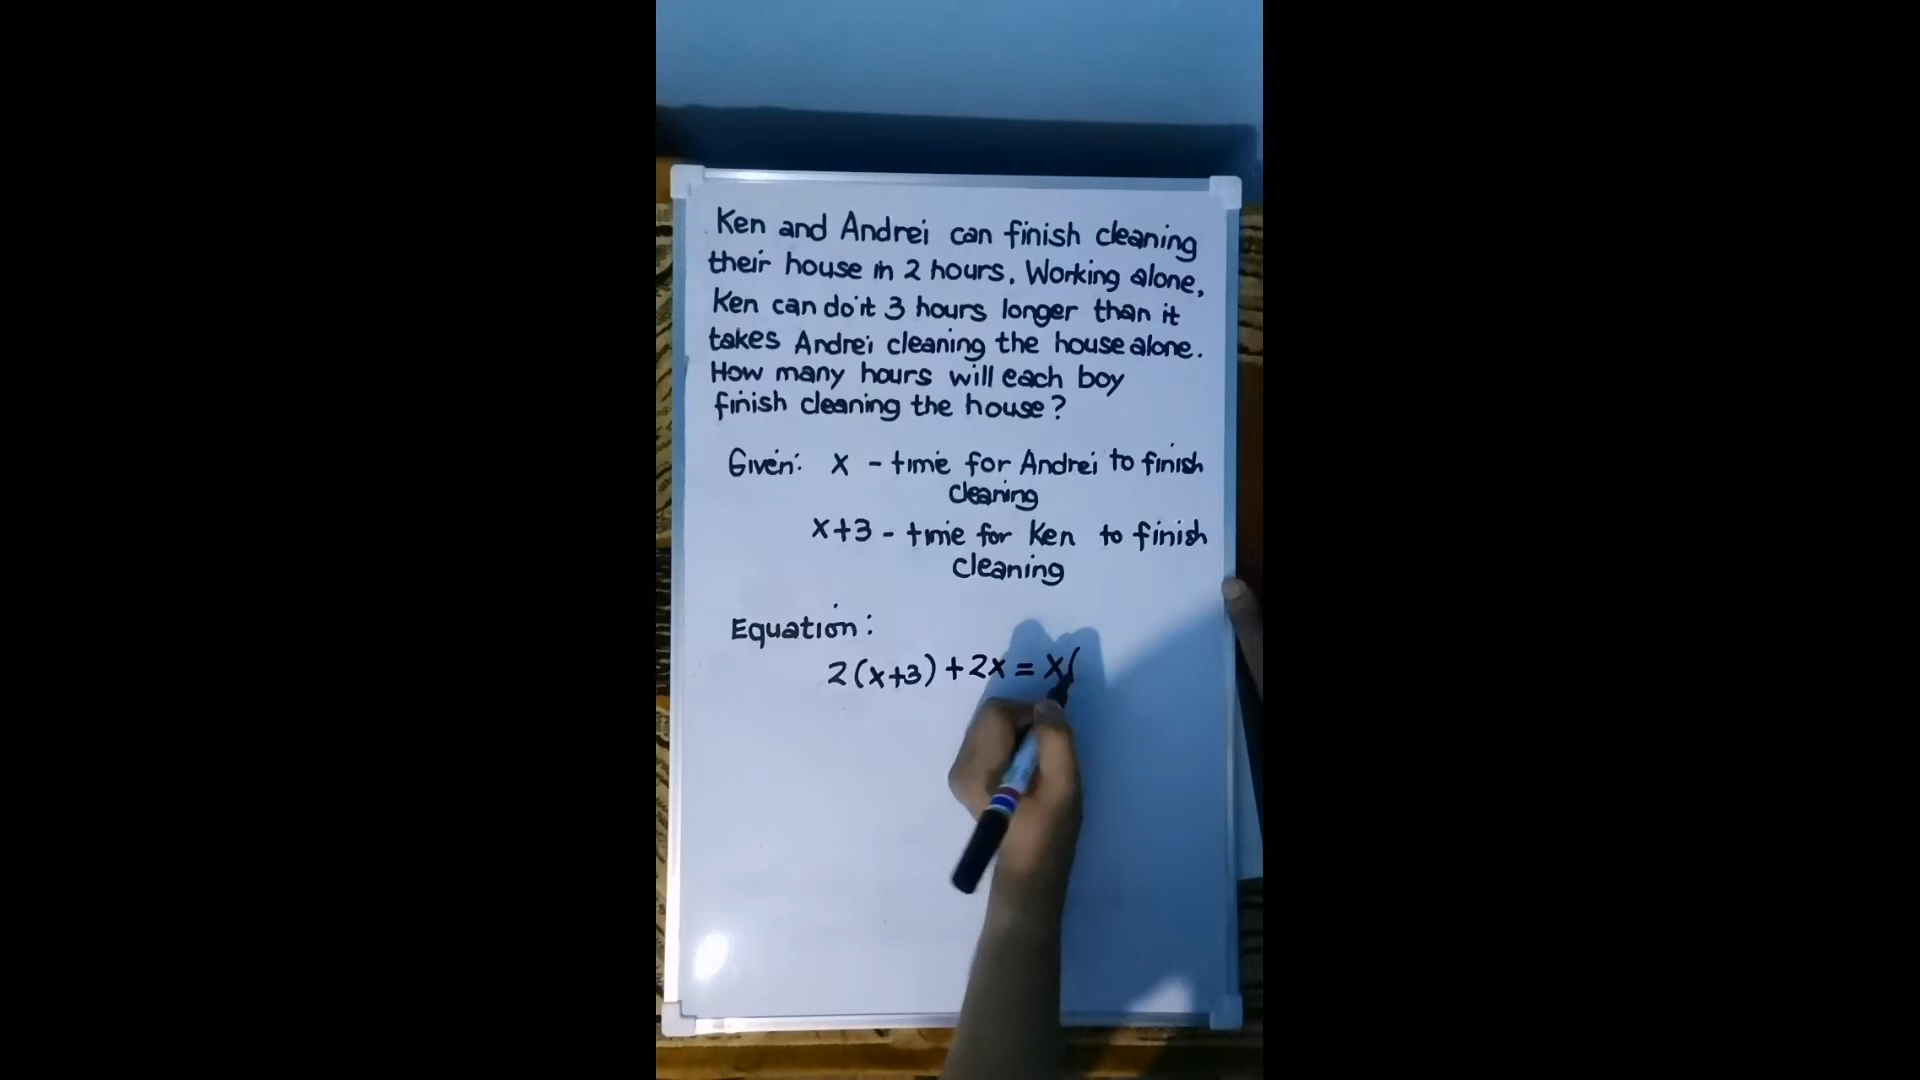 Ken and Andrei can finish cleaning
their house in 2 hours. Working alone,
Ken can do it 3 hours longer than it
takes Andrei cleaning the house alone.
How many hours will each boy
finish cleaning the house?
Given: x - time for Andrei to finish
cleaning
x+3 - time for Ken to finish
cleaning
Equation:
2(x+3) + 2x = x(